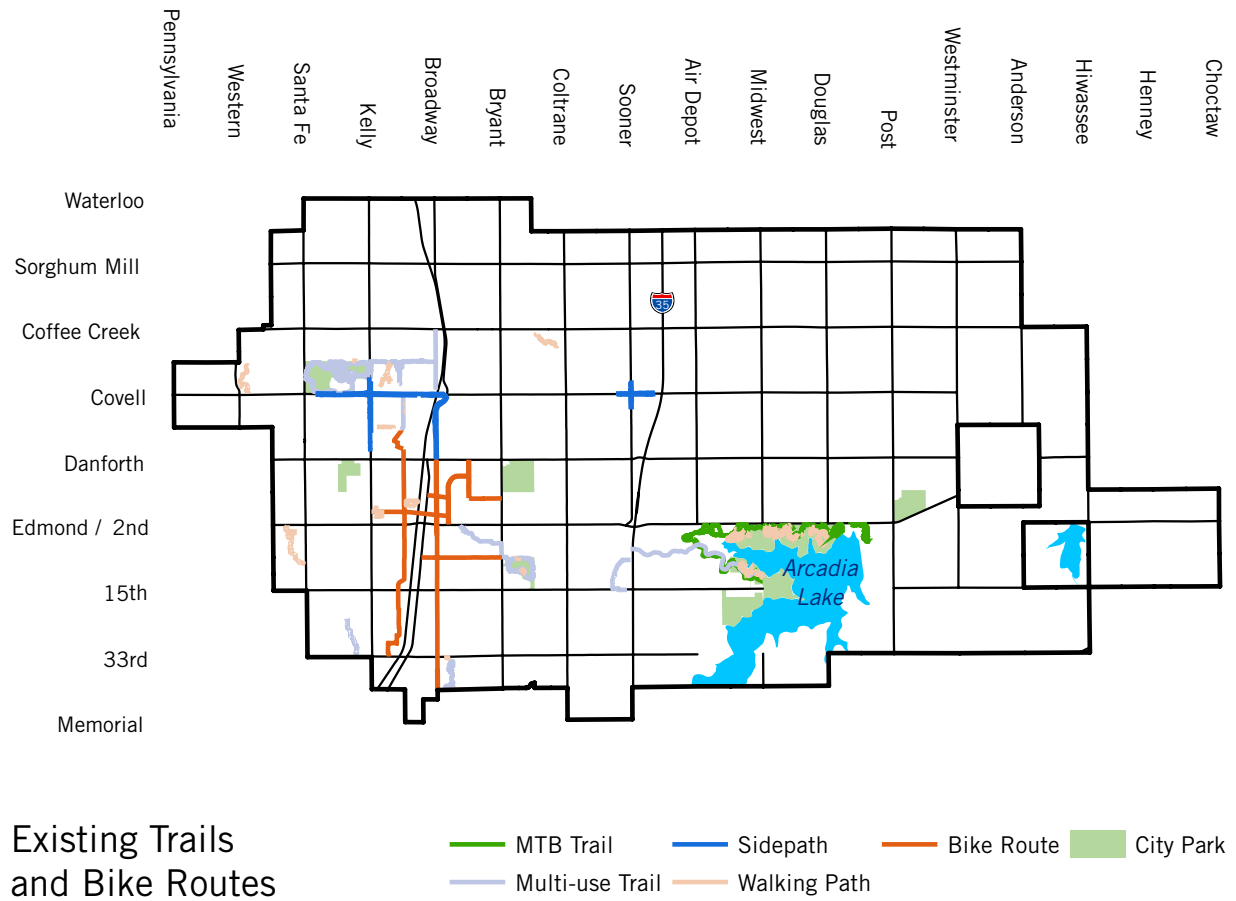 Pennsylvania
Western
Santa Fe
Kelly
Broadway
Bryant
Coltrane
Sooner
Air Depot
Midwest
Douglas
Post
Westminster
Anderson
Hiwassee
Henney
Choctaw
Waterloo
Sorghum Mill
Coffee Creek
Covell
Danforth
Edmond / 2nd
15th
33rd
Memorial
35
Arcadia
Lake
Existing Trails
and Bike Routes
MTB Trail
Sidepath
Bike Route
City Park
Multi-use Trail
Walking Path